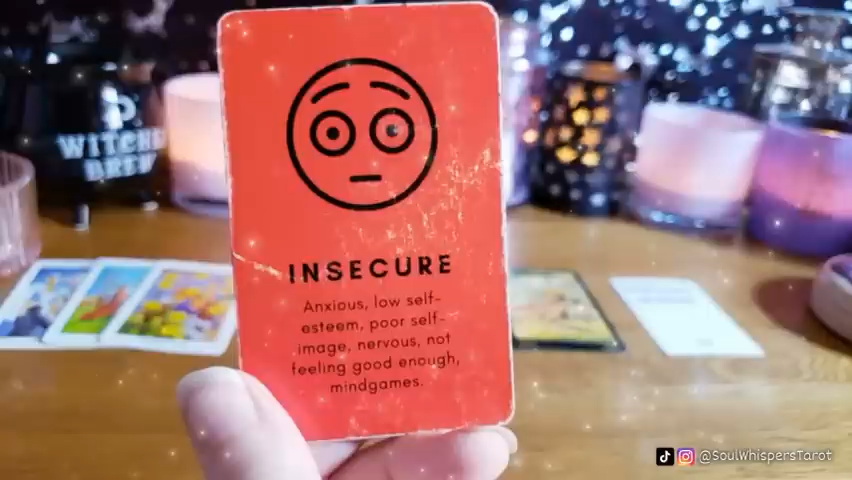 WITCHES
BREW
INSECURE
Anxious, low self-
esteem, poor self-
image, nervous, not
feeling good enough,
mindgames.
@SoulWhispersTarot